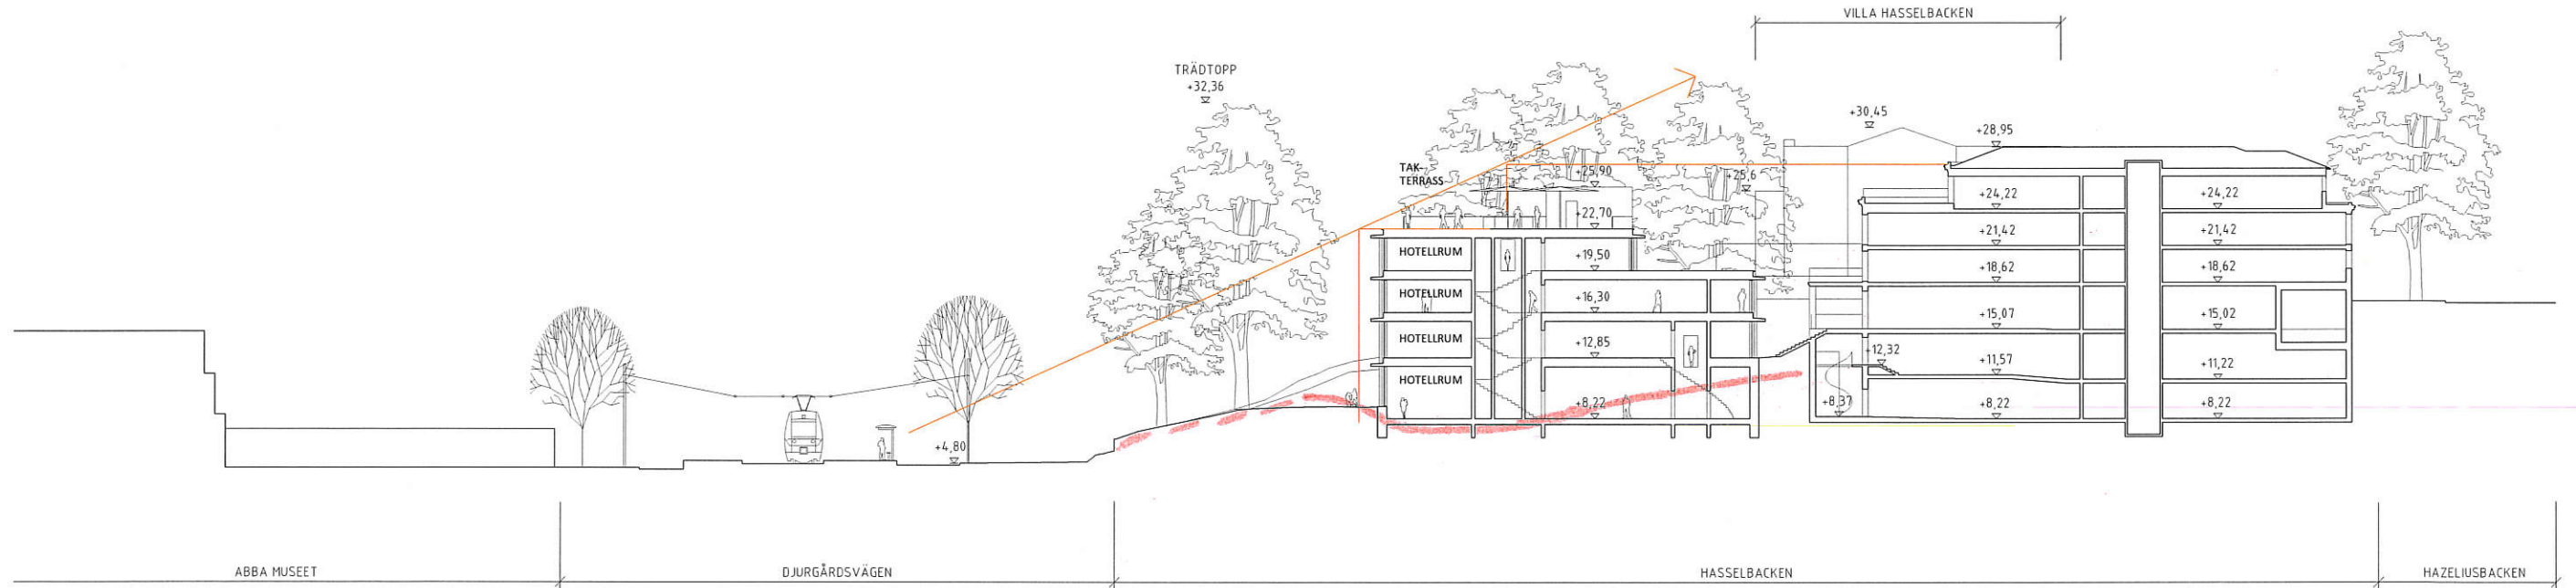 VILLA HASSELBACKEN
TRÄDTOPP
+32,36
+30,45
+28,95
TAK-
TERRASS
+25,90
+25,6
+24,22
+24,22
+22,70
+21,42
+21,42
HOTELLRUM
+19,50
+18,62
+18,62
HOTELLRUM
+16,30
+15,07
+15,02
HOTELLRUM
+12,85
+12,32
+11,57
+11,22
HOTELLRUM
+8,22
+8,37
+8,22
+8,22
+4,80
ABBA MUSEET
DJURGÅRDSVÄGEN
HASSELBACKEN
HAZELIUSBACKEN